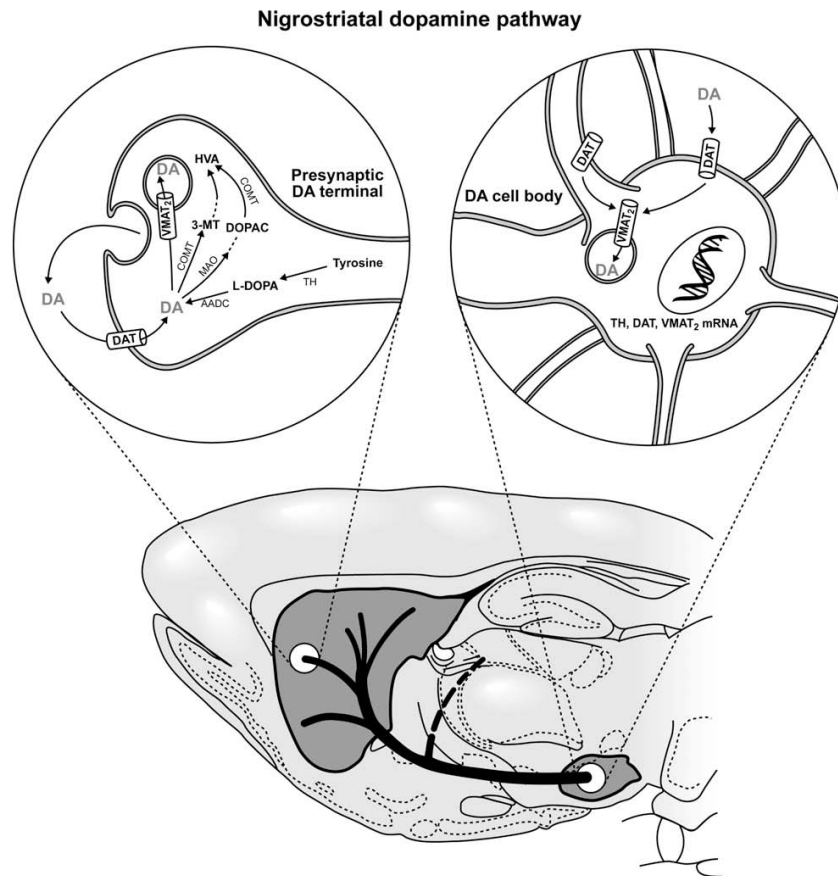 Nigrostriatal dopamine pathway
HVA
DA
VMAT2
COMT
3-MT
DOPAC
COMT
MAO
Presynaptic
DA terminal
Tyrosine
TH
L-DOPA
AADC
DA
DA
DAT
DA
DAT
DAT
DA cell body
VMAT2
DA
TH, DAT, VMAT2 mRNA